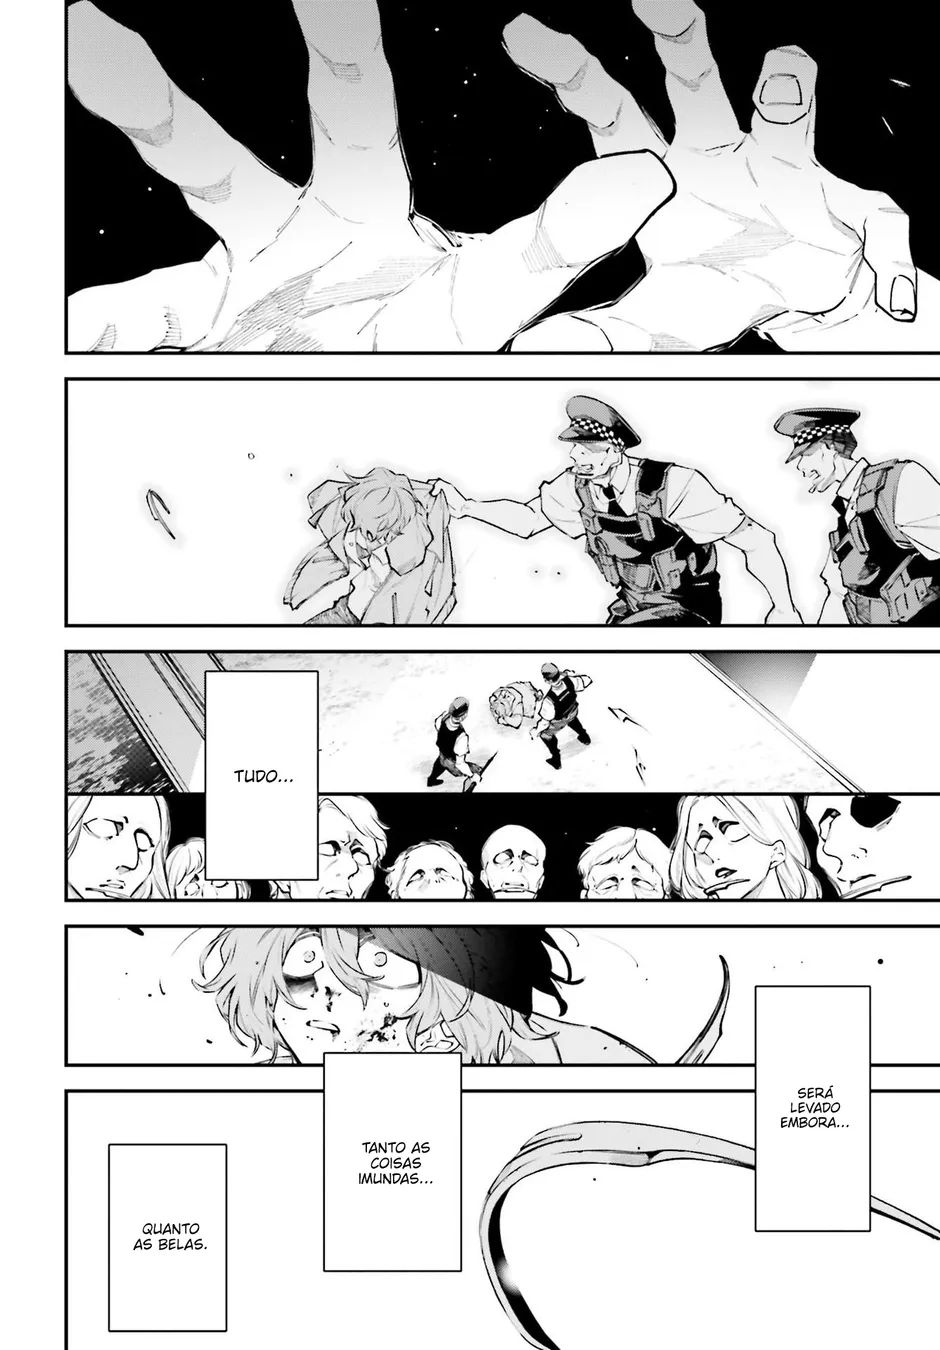 TUDO...
SERÁ
LEVADO
EMBORA...
TANTO AS
COISAS
IMUNDAS...
QUANTO
AS BELAS.